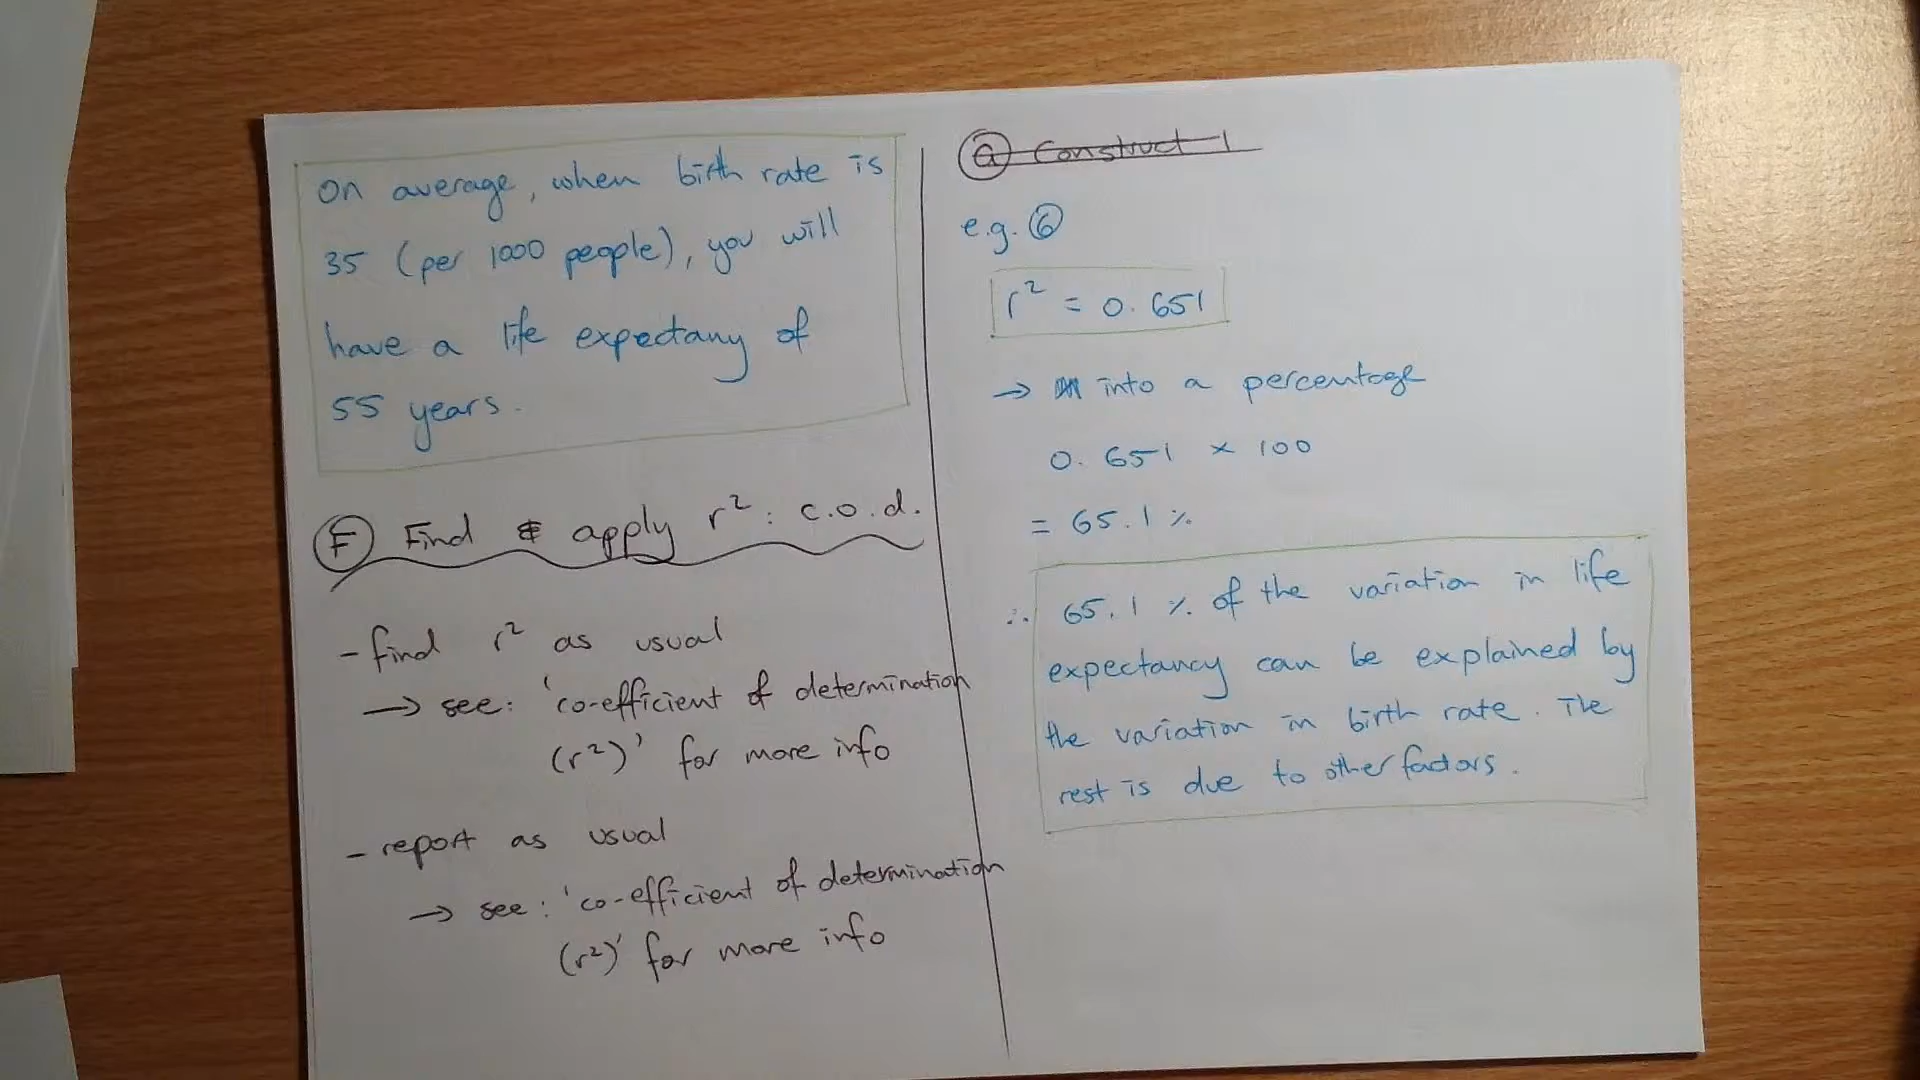 on average, when birth rate is
35 (per 1000 people), you will
have a life expectany of
55 years.
F Find & apply r²: c.o.d.
- find r² as usual
→ see: 'co-efficient of determination
(r²)' for more info
- report as usual
→ see: 'co-efficient of determination
(r²)' for more info
G Construct
e.g. 6
r² = 0.651
→ into a percentage
0.651 × 100
= 65.1 %
∴ 65.1 % of the variation in life
expectancy can be explained by
the variation in birth rate. The
rest is due to other factors.